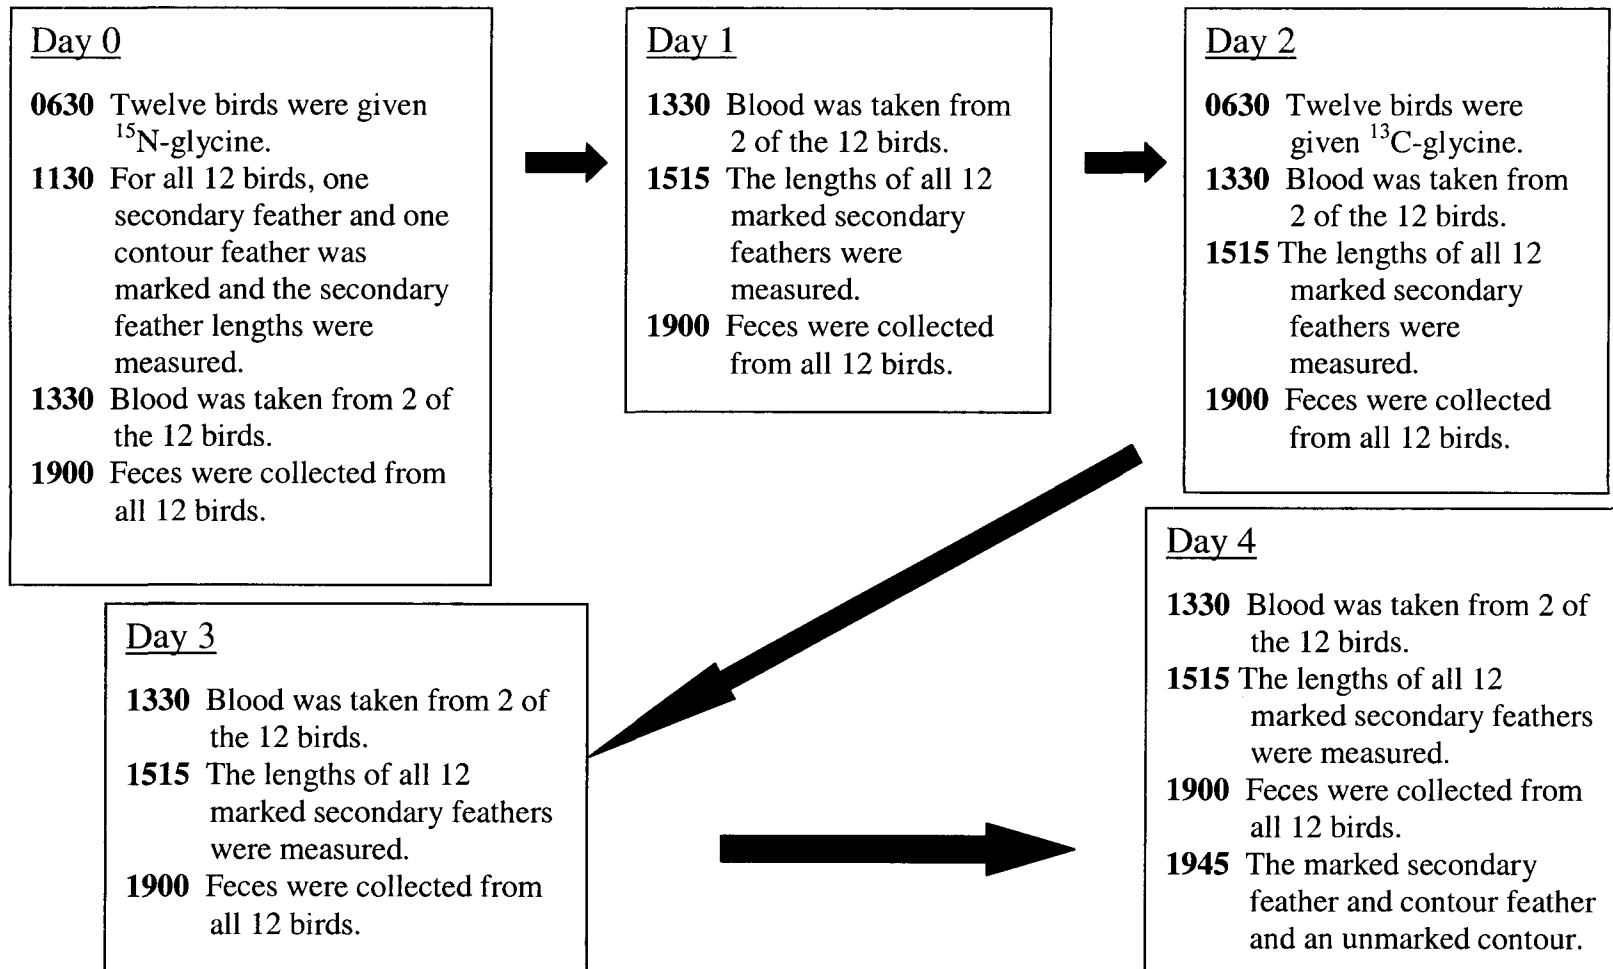 Day 0
0630 Twelve birds were given
¹⁵N-glycine.
1130 For all 12 birds, one
secondary feather and one
contour feather was
marked and the secondary
feather lengths were
measured.
1330 Blood was taken from 2 of
the 12 birds.
1900 Feces were collected from
all 12 birds.
Day 1
1330 Blood was taken from
2 of the 12 birds.
1515 The lengths of all 12
marked secondary
feathers were
measured.
1900 Feces were collected
from all 12 birds.
Day 2
0630 Twelve birds were
given ¹³C-glycine.
1330 Blood was taken from
2 of the 12 birds.
1515 The lengths of all 12
marked secondary
feathers were
measured.
1900 Feces were collected
from all 12 birds.
Day 3
1330 Blood was taken from 2 of
the 12 birds.
1515 The lengths of all 12
marked secondary feathers
were measured.
1900 Feces were collected from
all 12 birds.
Day 4
1330 Blood was taken from 2 of
the 12 birds.
1515 The lengths of all 12
marked secondary feathers
were measured.
1900 Feces were collected from
all 12 birds.
1945 The marked secondary
feather and contour feather
and an unmarked contour.